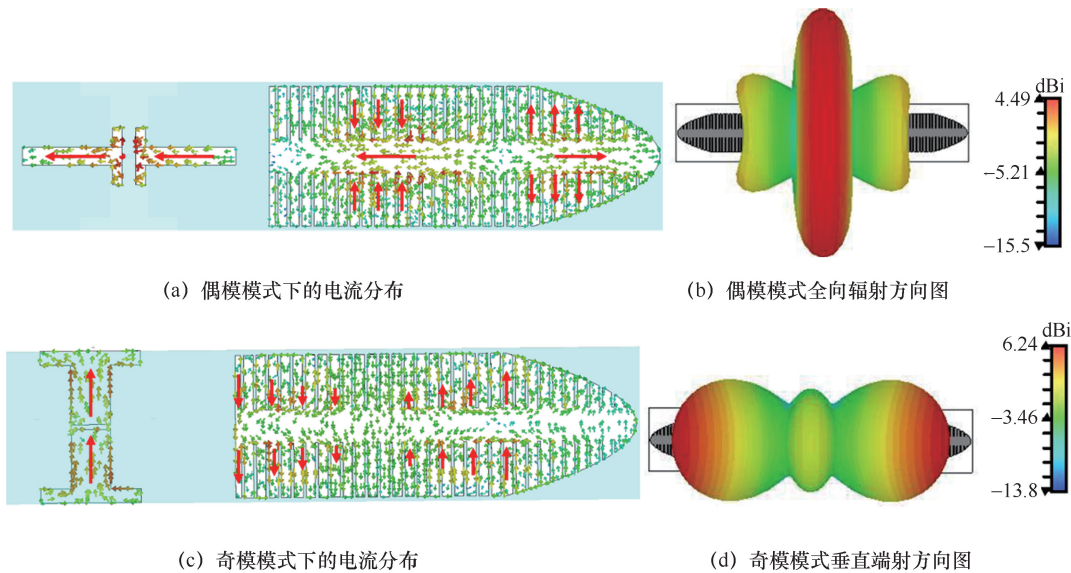 dBi
4.49
−5.21
−15.5
(a) 偶模模式下的电流分布
(b) 偶模模式全向辐射方向图
dBi
6.24
−3.46
−13.8
(c) 奇模模式下的电流分布
(d) 奇模模式垂直端射方向图